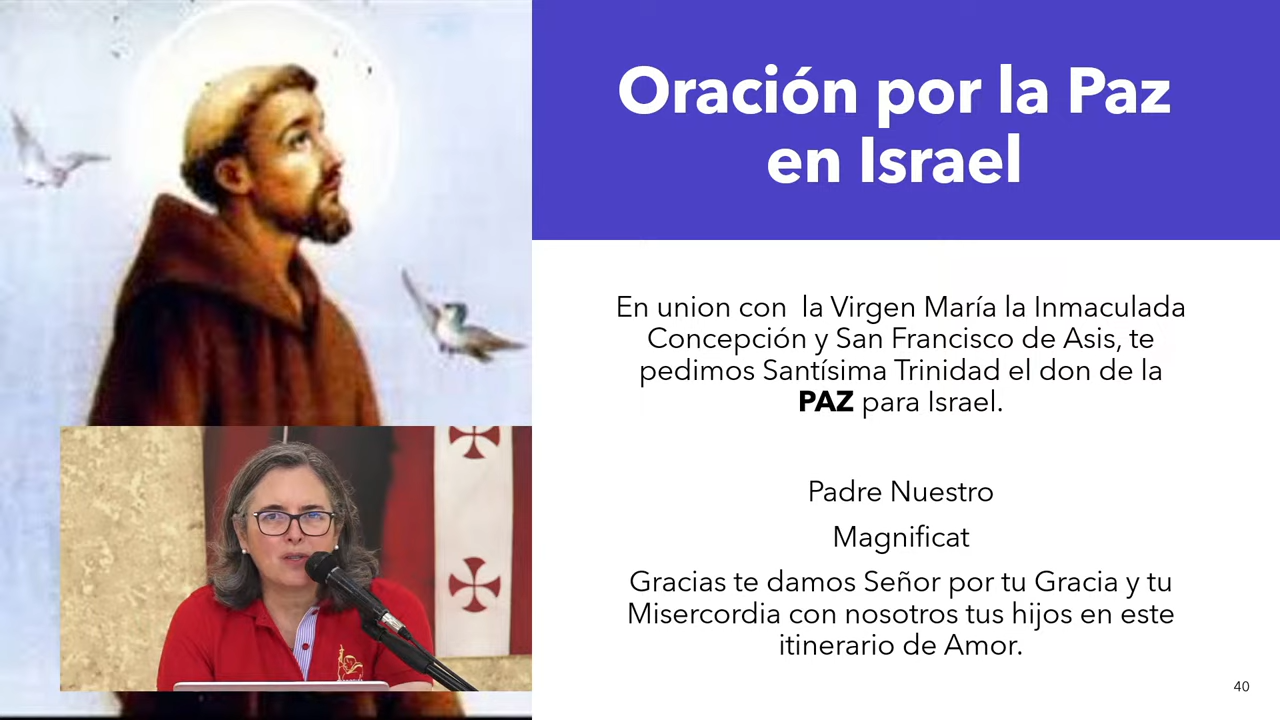 Oración por la Paz
en Israel
En union con  la Virgen María la Inmaculada
Concepción y San Francisco de Asis, te
pedimos Santísima Trinidad el don de la
PAZ para Israel.
Padre Nuestro
Magnificat
Gracias te damos Señor por tu Gracia y tu
Misercordia con nosotros tus hijos en este
itinerario de Amor.
40